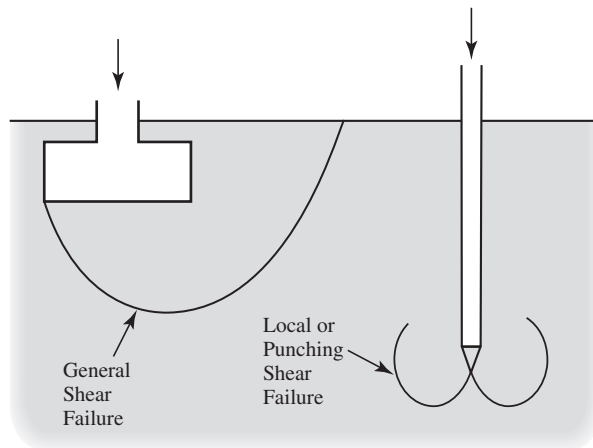 General
Shear
Failure
Local or
Punching
Shear
Failure